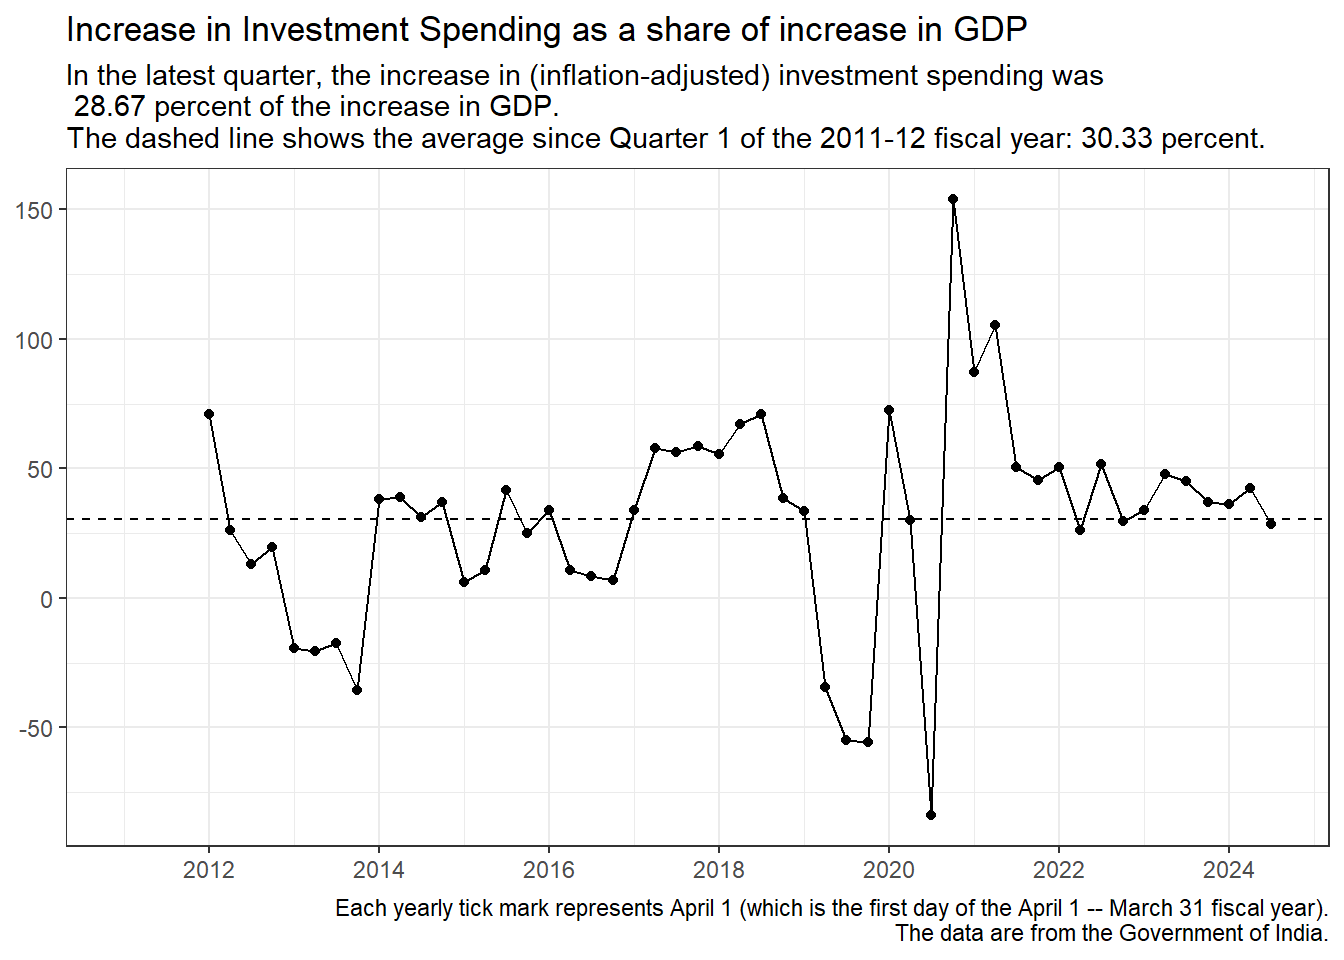 Increase in Investment Spending as a share of increase in GDP
In the latest quarter, the increase in (inflation-adjusted) investment spending was
28.67 percent of the increase in GDP.
The dashed line shows the average since Quarter 1 of the 2011-12 fiscal year: 30.33 percent.
150
100
50
0
-50
2012 2014 2016 2018 2020 2022 2024
Each yearly tick mark represents April 1 (which is the first day of the April 1 -- March 31 fiscal year).
The data are from the Government of India.